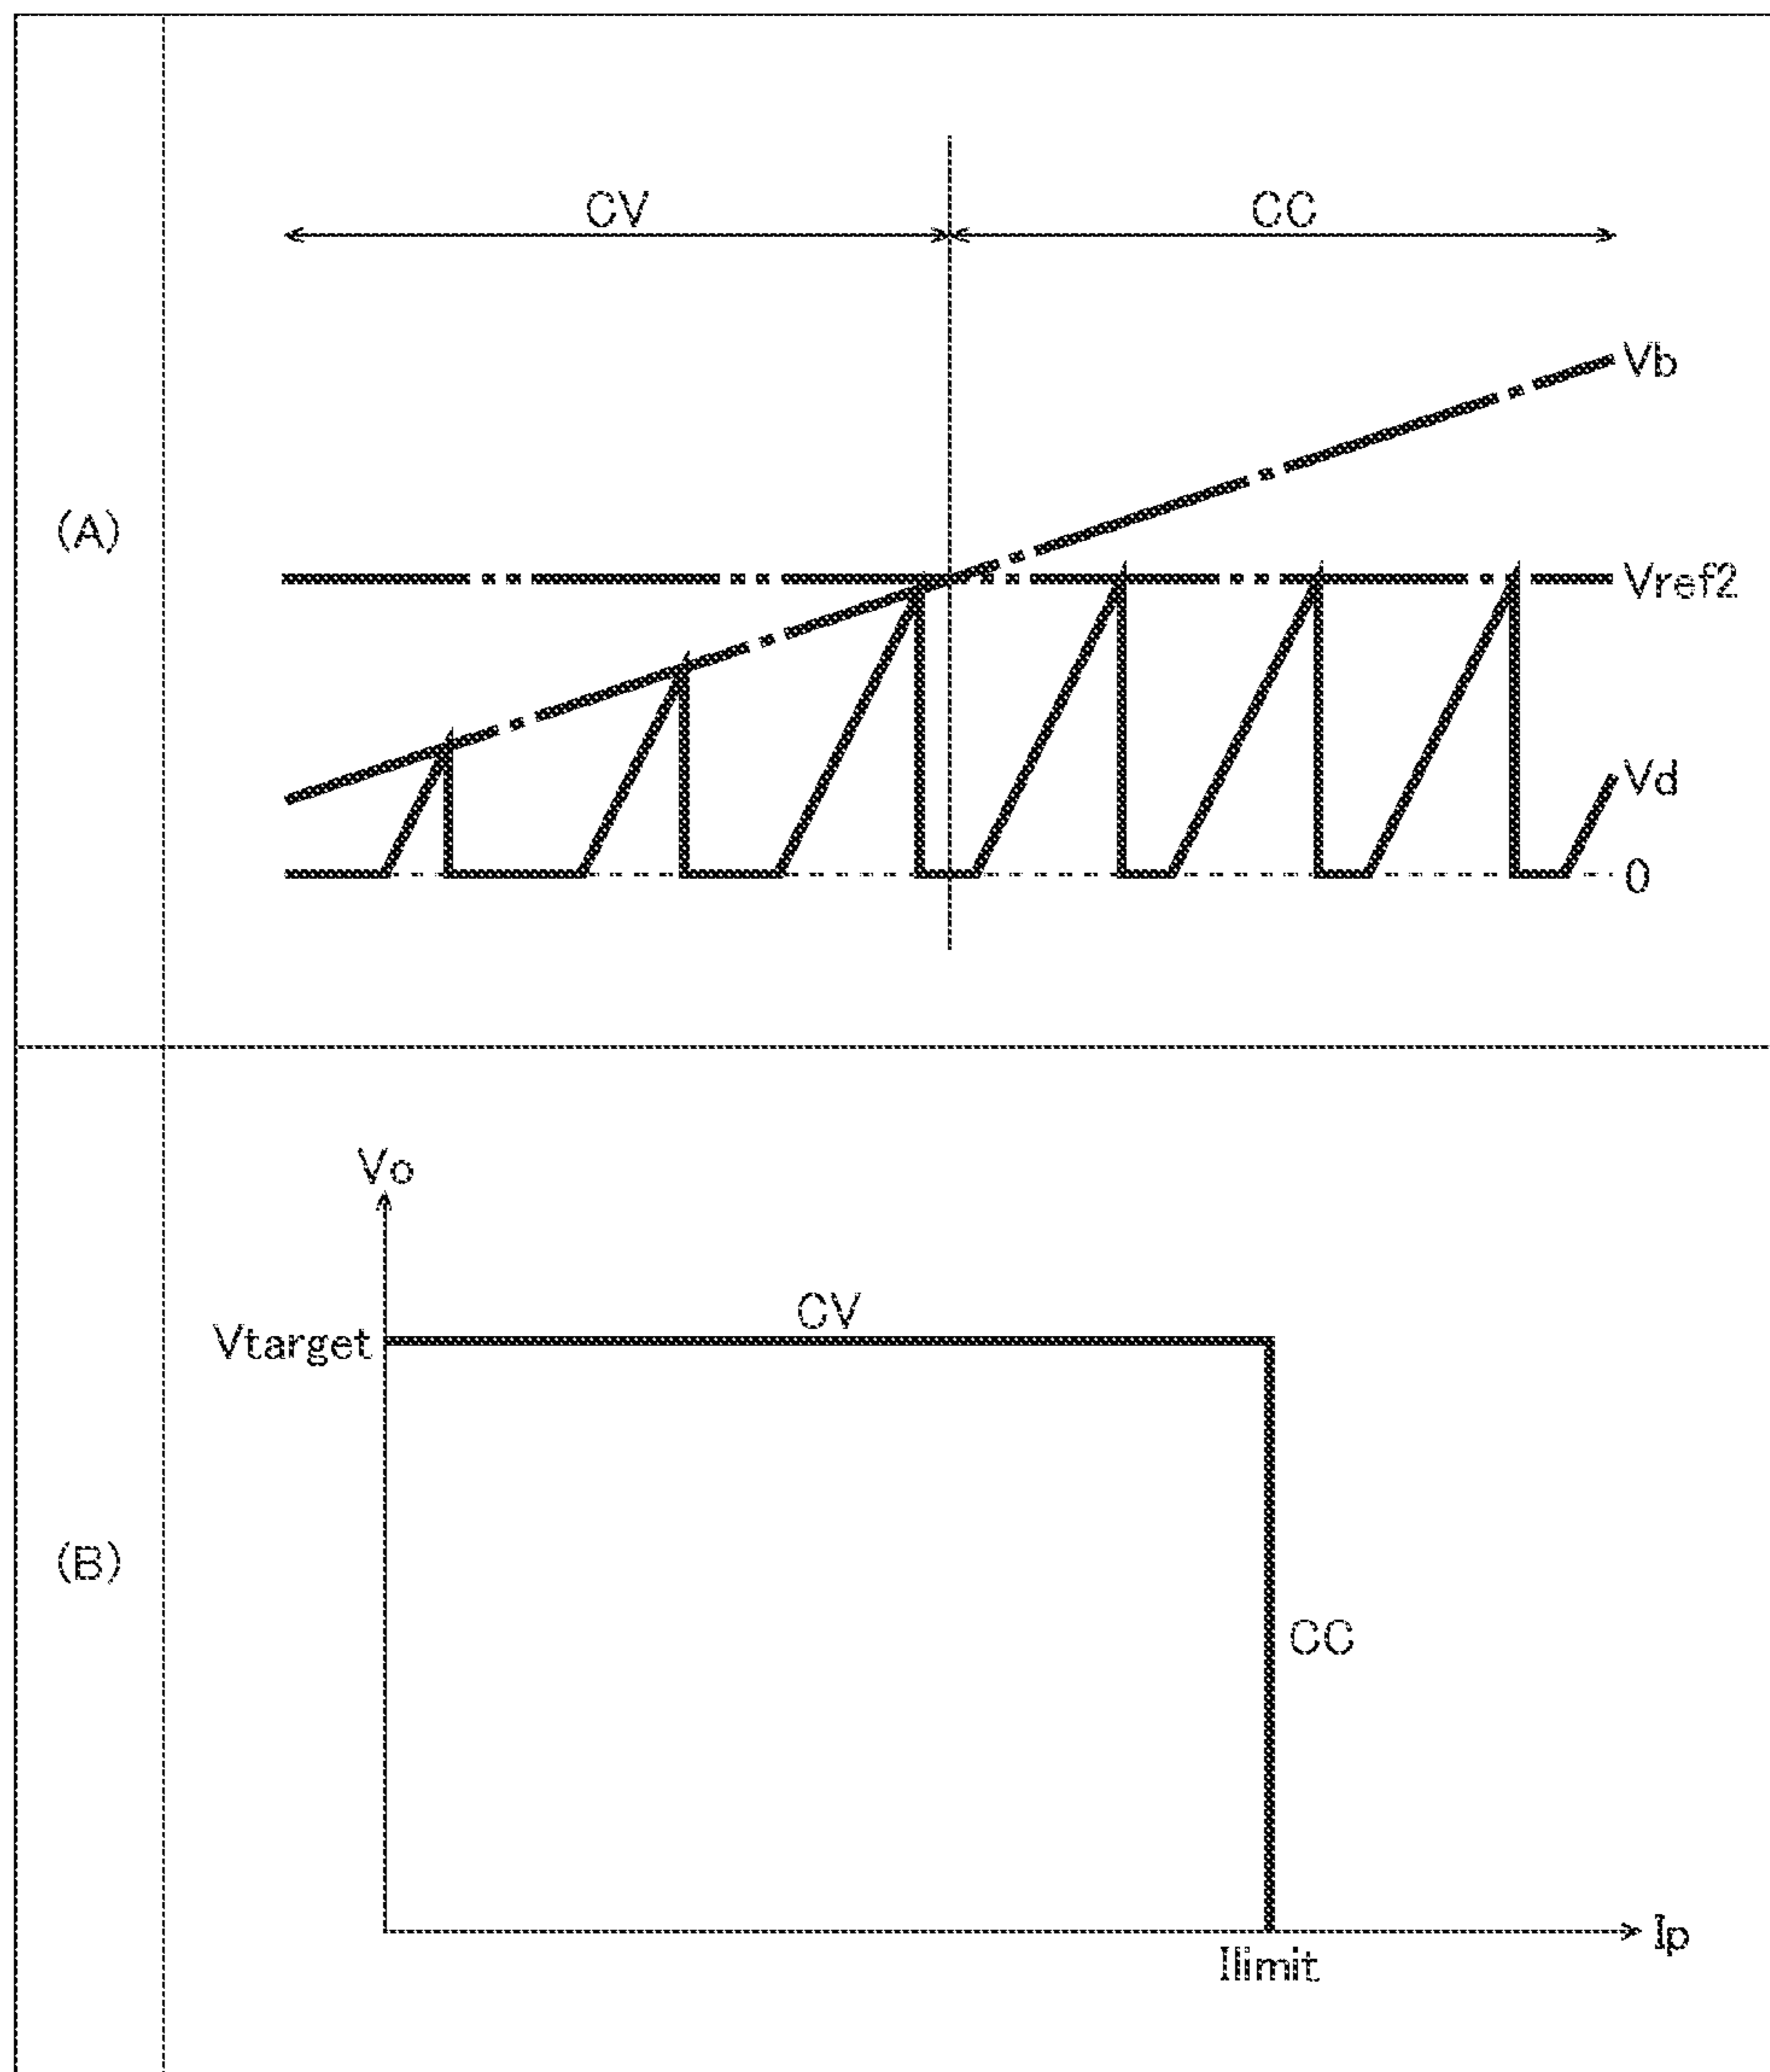 (A)
CV
CC
Vb
Vref2
Vd
0
(B)
Vo
Vtarget
CV
CC
Ilimit
Ip